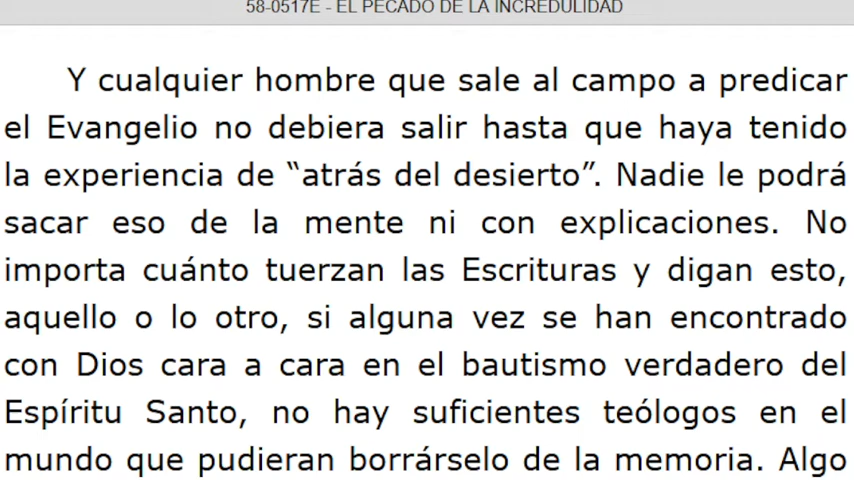 58-0517E - EL PECADO DE LA INCREDULIDAD
Y cualquier hombre que sale al campo a predicar
el Evangelio no debiera salir hasta que haya tenido
la experiencia de “atrás del desierto”. Nadie le podrá
sacar eso de la mente ni con explicaciones. No
importa cuánto tuerzan las Escrituras y digan esto,
aquello o lo otro, si alguna vez se han encontrado
con Dios cara a cara en el bautismo verdadero del
Espíritu Santo, no hay suficientes teólogos en el
mundo que pudieran borrárselo de la memoria. Algo